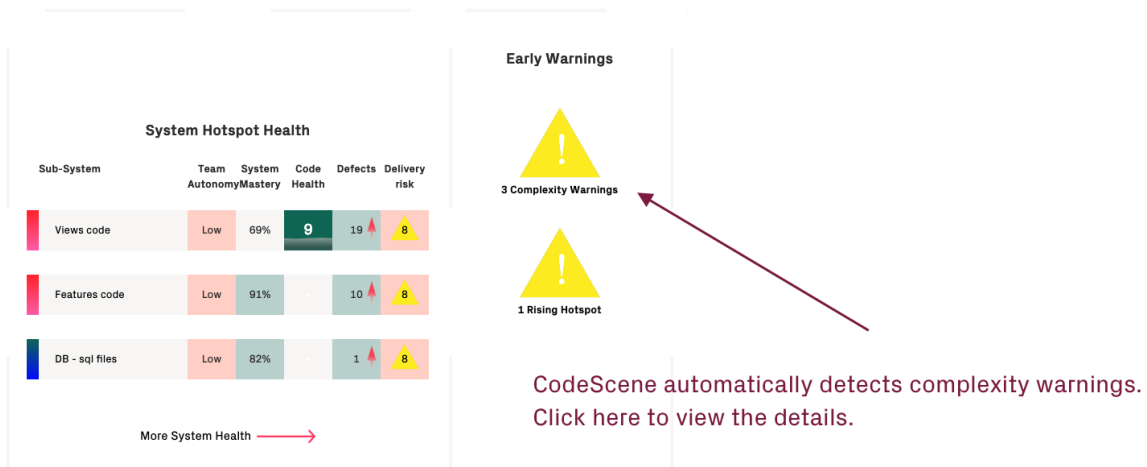 Early Warnings
System Hotspot Health
Sub-System Team Autonomy System Mastery Code Health Defects Delivery risk
Views code Low 69% 9 19 8
Features code Low 91% - 10 8
DB - sql files Low 82% - 1 8
More System Health
!
3 Complexity Warnings
!
1 Rising Hotspot
CodeScene automatically detects complexity warnings.
Click here to view the details.